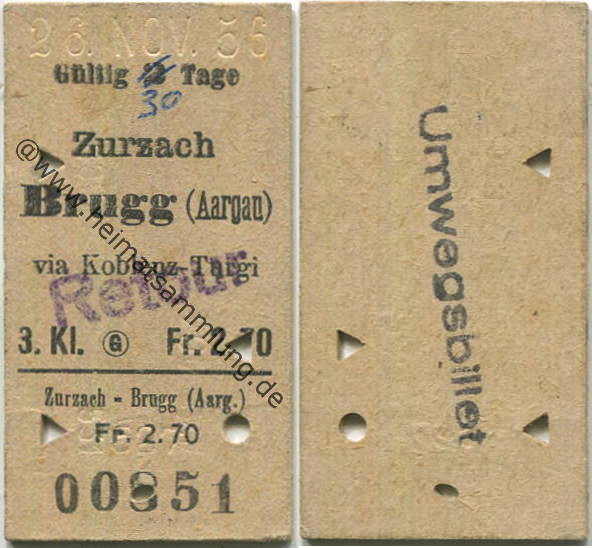 26. NOV. 56
Gültig Tage
30
Zurzach
Brugg (Aargau)
via Koblenz-Turgi
Retour
3. Kl. G Fr. 2.70
Zurzach - Brugg (Aarg.)
Fr. 2.70
00851
@www.heimatsammlung.de
Umwegsbillet